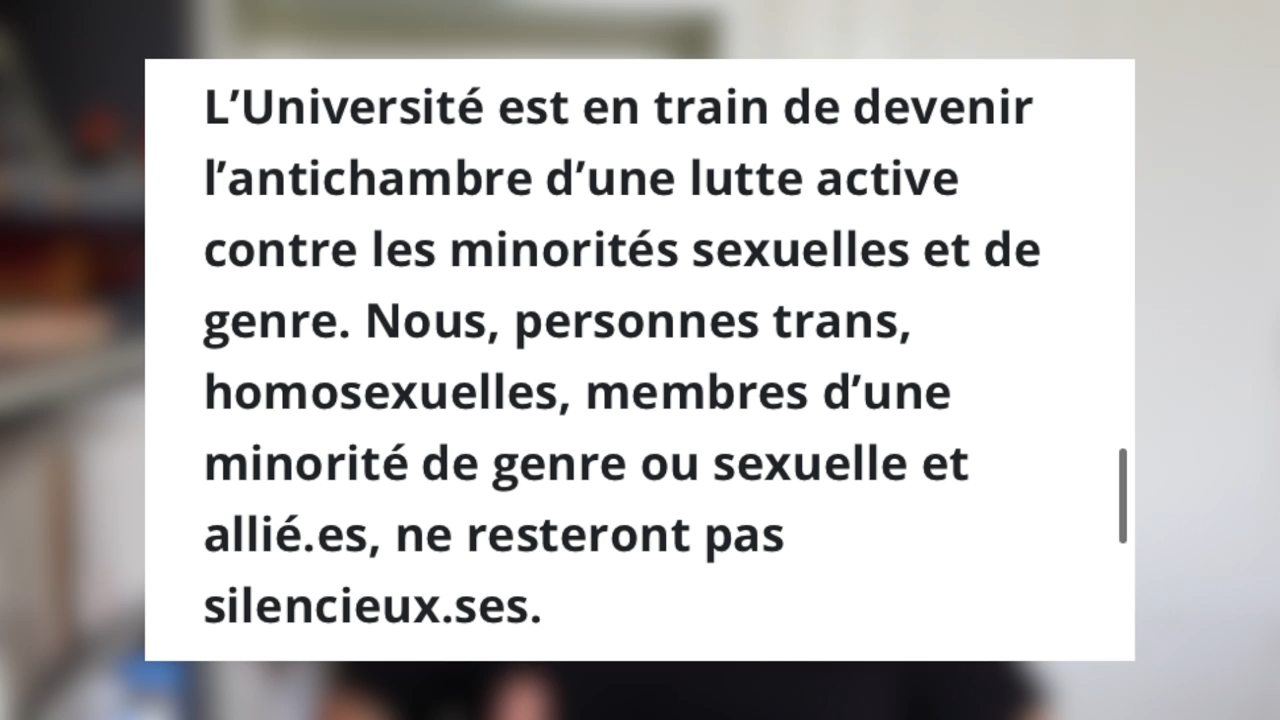 L’Université est en train de devenir
l’antichambre d’une lutte active
contre les minorités sexuelles et de
genre. Nous, personnes trans,
homosexuelles, membres d’une
minorité de genre ou sexuelle et
allié.es, ne resteront pas
silencieux.ses.